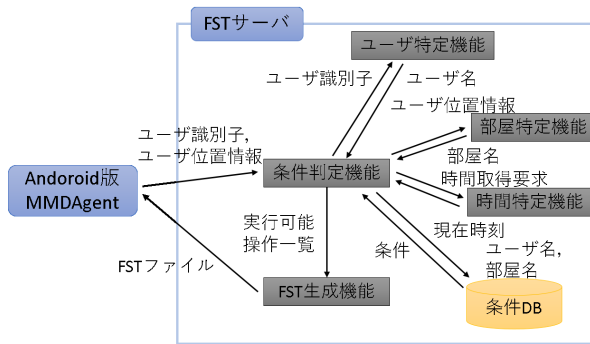 FSTサーバ
ユーザ特定機能
ユーザ識別子
ユーザ名
ユーザ位置情報
部屋特定機能
ユーザ識別子,
ユーザ位置情報
部屋名
条件判定機能
時間取得要求
Andoroid版
MMDAgent
時間特定機能
実行可能
操作一覧
現在時刻
条件
ユーザ名,
部屋名
FSTファイル
FST生成機能
条件DB